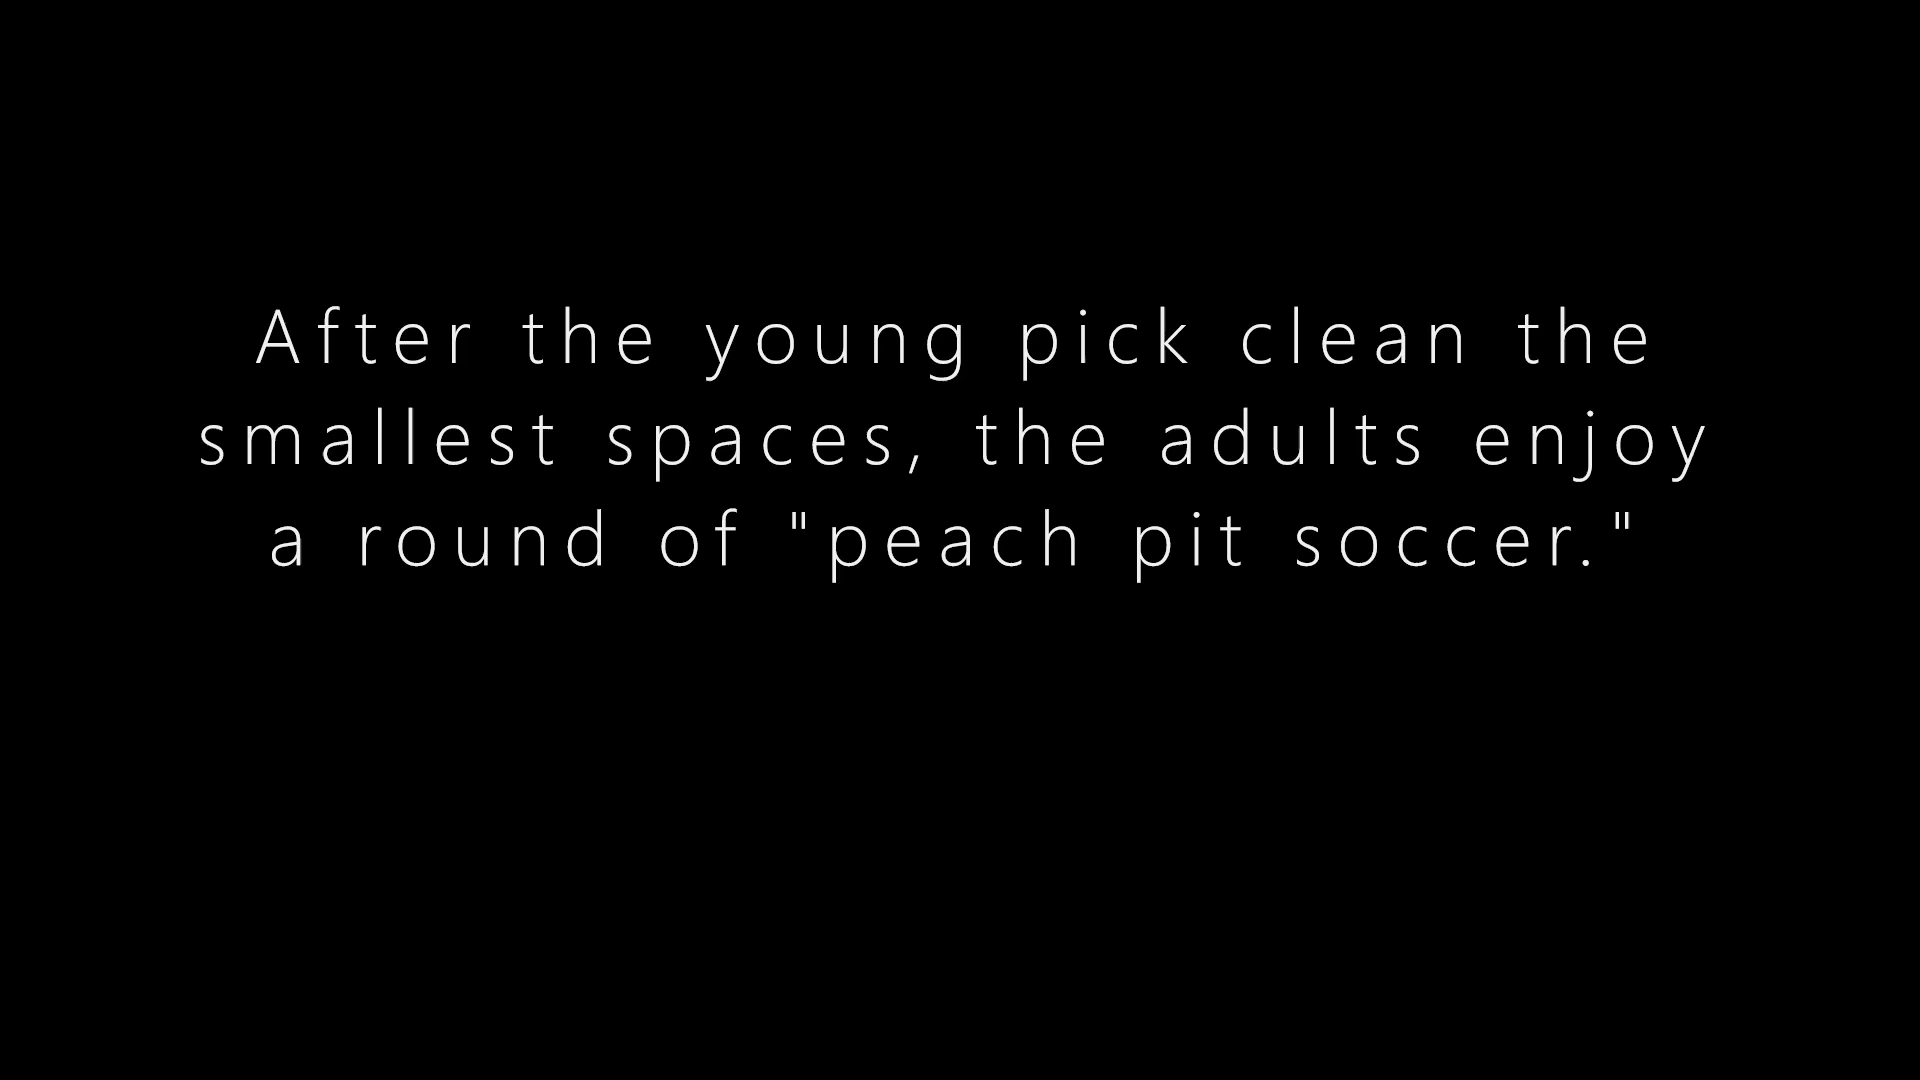 After the young pick clean the
smallest spaces, the adults enjoy
a round of "peach pit soccer."